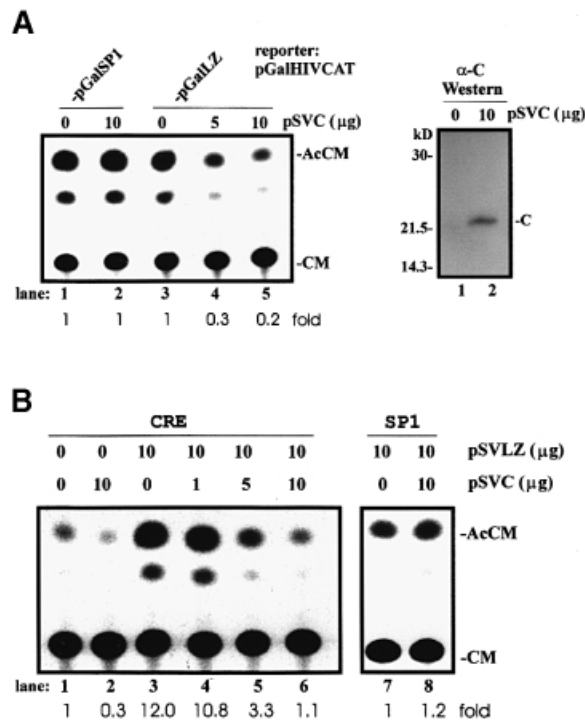 A
-pGalSP1
-pGalLZ
reporter:
pGalHIVCAT
0 10 0 5 10 pSVC (μg)
-AcCM
-CM
lane: 1 2 3 4 5
1 1 1 0.3 0.2 fold
α-C
Western
0 10 pSVC (μg)
kD
30-
21.5-
-C
14.3-
1 2
B
CRE SP1
0 0 10 10 10 10 10 10 pSVLZ (μg)
0 10 0 1 5 10 0 10 pSVC (μg)
-AcCM
-CM
lane: 1 2 3 4 5 6 7 8
1 0.3 12.0 10.8 3.3 1.1 1 1.2 fold